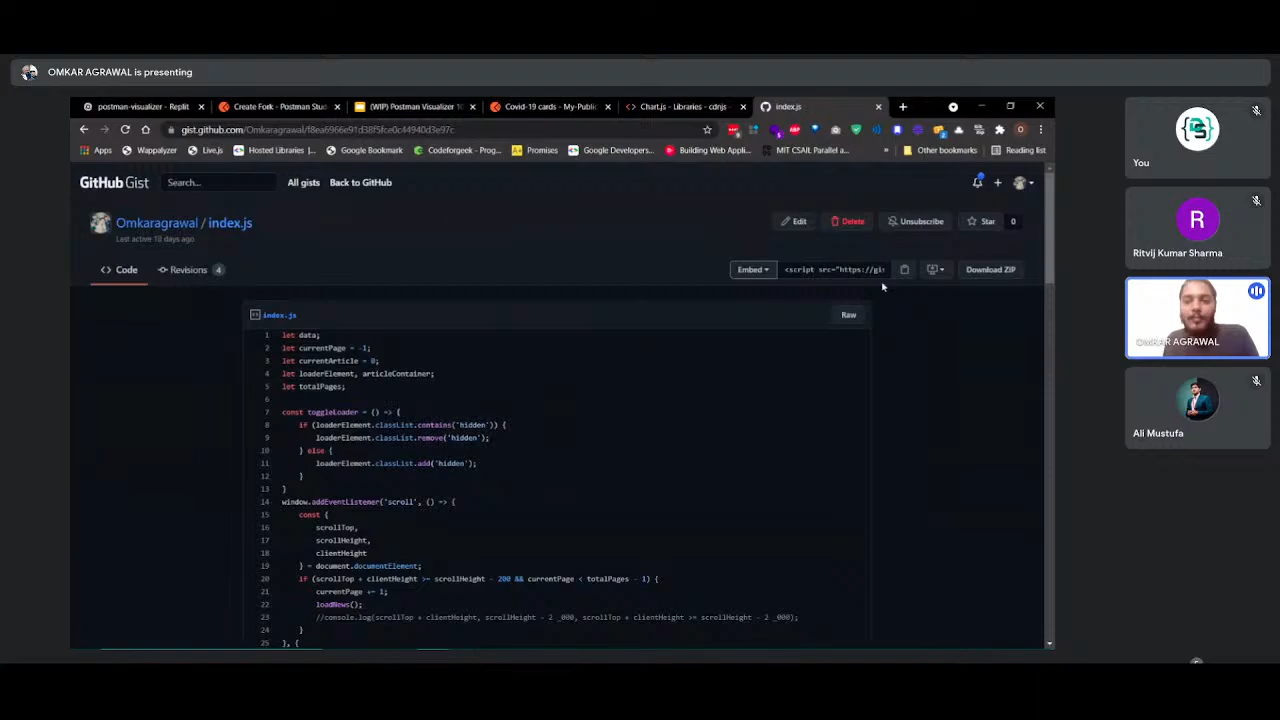 OMKAR AGRAWAL is presenting
postman-visualizer - Replit
Create Fork - Postman Stud
(WIP) Postman Visualizer 10
Covid-19 cards - My-Public
Chart.js - Libraries - cdnjs -
index.js
gist.github.com/Omkaragrawal/f8ea6966e91d38f5fce0c44940d3e97c
Apps
Wappalyzer
Live.js
Hosted Libraries |...
Google Bookmark
Codeforgeek - Prog...
Promises
Google Developers...
Building Web Appli...
MIT CSAIL Parallel a...
»
Other bookmarks
Reading list
GitHub Gist
Search...
All gists
Back to GitHub
Omkaragrawal / index.js
Last active 18 days ago
Edit
Delete
Unsubscribe
Star
0
Code
Revisions 4
Embed
<script src="https://gis
Download ZIP
index.js
Raw
1 let data;
2 let currentPage = -1;
3 let currentArticle = 0;
4 let loaderElement, articleContainer;
5 let totalPages;
6
7 const toggleLoader = () => {
8 if (loaderElement.classList.contains('hidden')) {
9 loaderElement.classList.remove('hidden');
10 } else {
11 loaderElement.classList.add('hidden');
12 }
13 }
14 window.addEventListener('scroll', () => {
15 const {
16 scrollTop,
17 scrollHeight,
18 clientHeight
19 } = document.documentElement;
20 if (scrollTop + clientHeight >= scrollHeight - 200 && currentPage < totalPages - 1) {
21 currentPage += 1;
22 loadNews();
23 //console.log(scrollTop + clientHeight, scrollHeight - 2 _000, scrollTop + clientHeight >= scrollHeight - 2 _000);
24 }
25 }, {
You
R
Ritvij Kumar Sharma
OMKAR AGRAWAL
Ali Mustufa